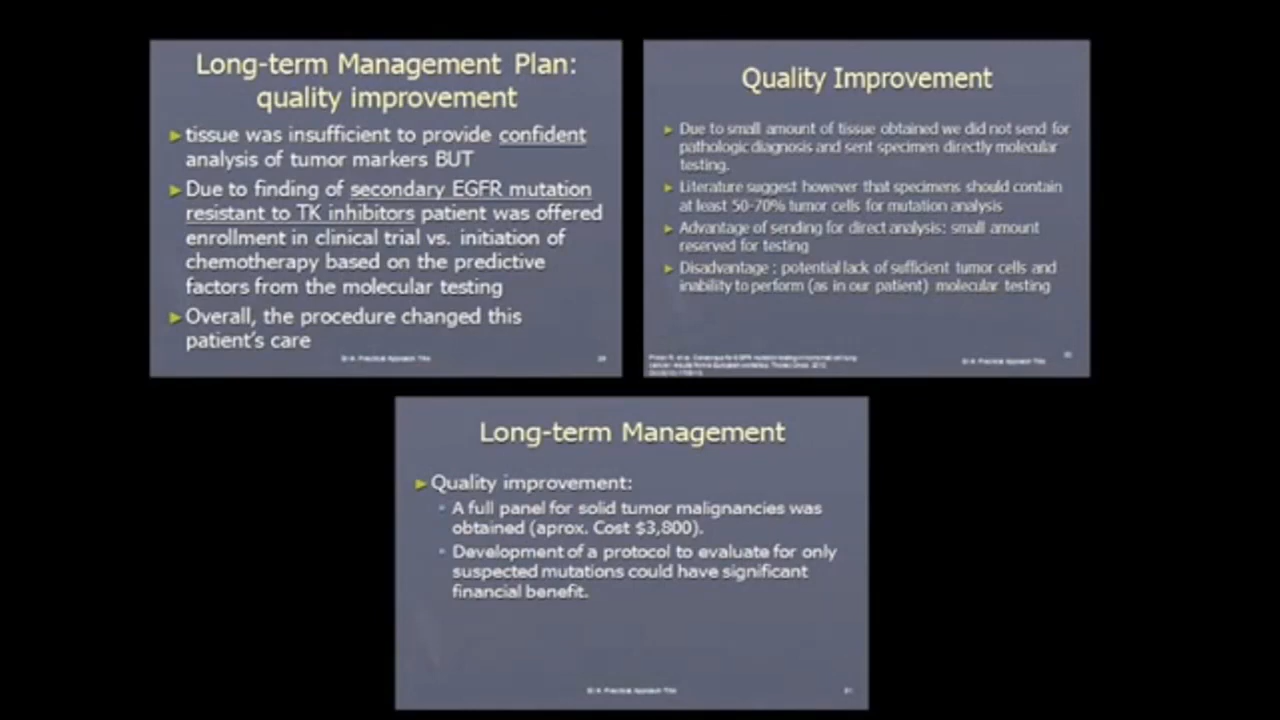 Long-term Management Plan:
quality improvement
►tissue was insufficient to provide confident
analysis of tumor markers BUT
►Due to finding of secondary EGFR mutation
resistant to TK inhibitors patient was offered
enrollment in clinical trial vs. initiation of
chemotherapy based on the predictive
factors from the molecular testing
►Overall, the procedure changed this
patient's care
Quality Improvement
► Due to small amount of tissue obtained we did not send for
pathologic diagnosis and sent specimen directly molecular
testing.
► Literature suggest however that specimens should contain
at least 50-70% tumor cells for mutation analysis
► Advantage of sending for direct analysis: small amount
reserved for testing
► Disadvantage : potential lack of sufficient tumor cells and
inability to perform (as in our patient) molecular testing
Long-term Management
►Quality improvement:
▪ A full panel for solid tumor malignancies was
obtained (aprox. Cost $3,800).
▪ Development of a protocol to evaluate for only
suspected mutations could have significant
financial benefit.